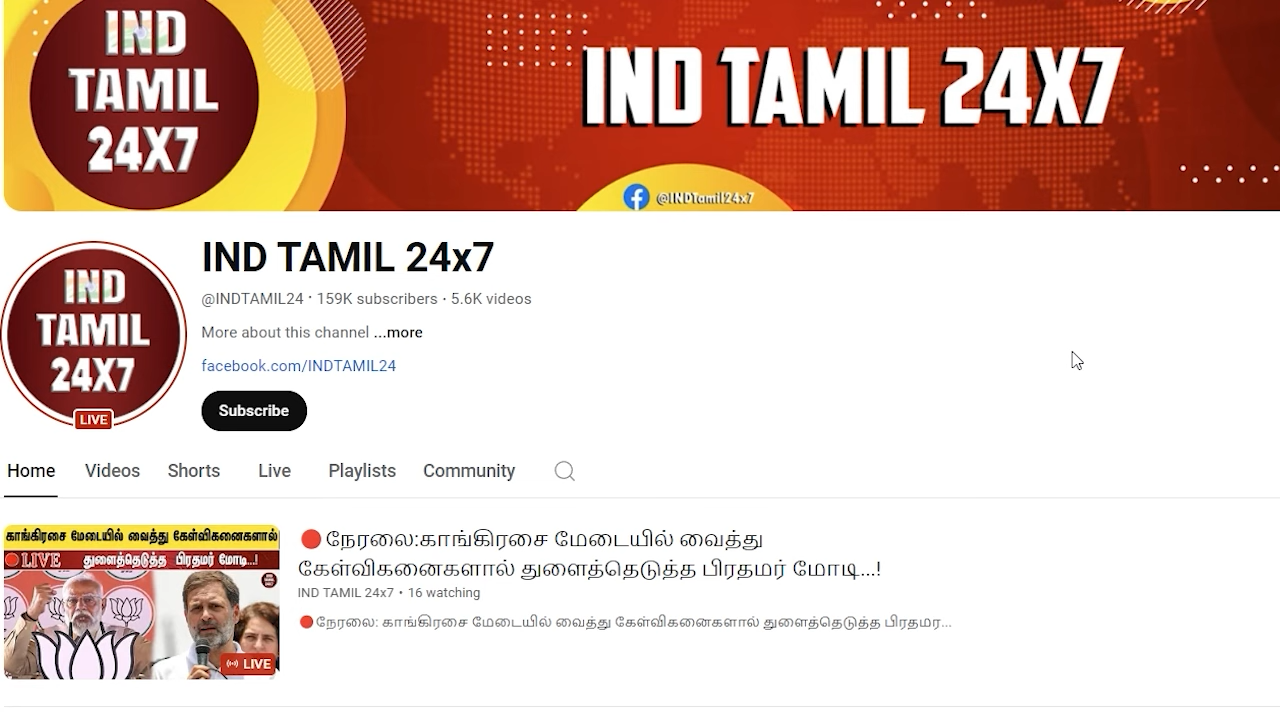 IND
TAMIL
24X7
IND TAMIL 24X7
@INDTamil24x7
IND
TAMIL
24X7
LIVE
IND TAMIL 24x7
@INDTAMIL24 · 159K subscribers · 5.6K videos
More about this channel ...more
facebook.com/INDTAMIL24
Subscribe
Home Videos Shorts Live Playlists Community
காங்கிரசை மேடையில் வைத்து கேள்விகனைகளால்
LIVE துளைத்தெடுத்த பிரதமர் மோடி...!
LIVE
🔴நேரலை:காங்கிரசை மேடையில் வைத்து
கேள்விகனைகளால் துளைத்தெடுத்த பிரதமர் மோடி...!
IND TAMIL 24x7 • 16 watching
🔴நேரலை: காங்கிரசை மேடையில் வைத்து கேள்விகனைகளால் துளைத்தெடுத்த பிரதமர...